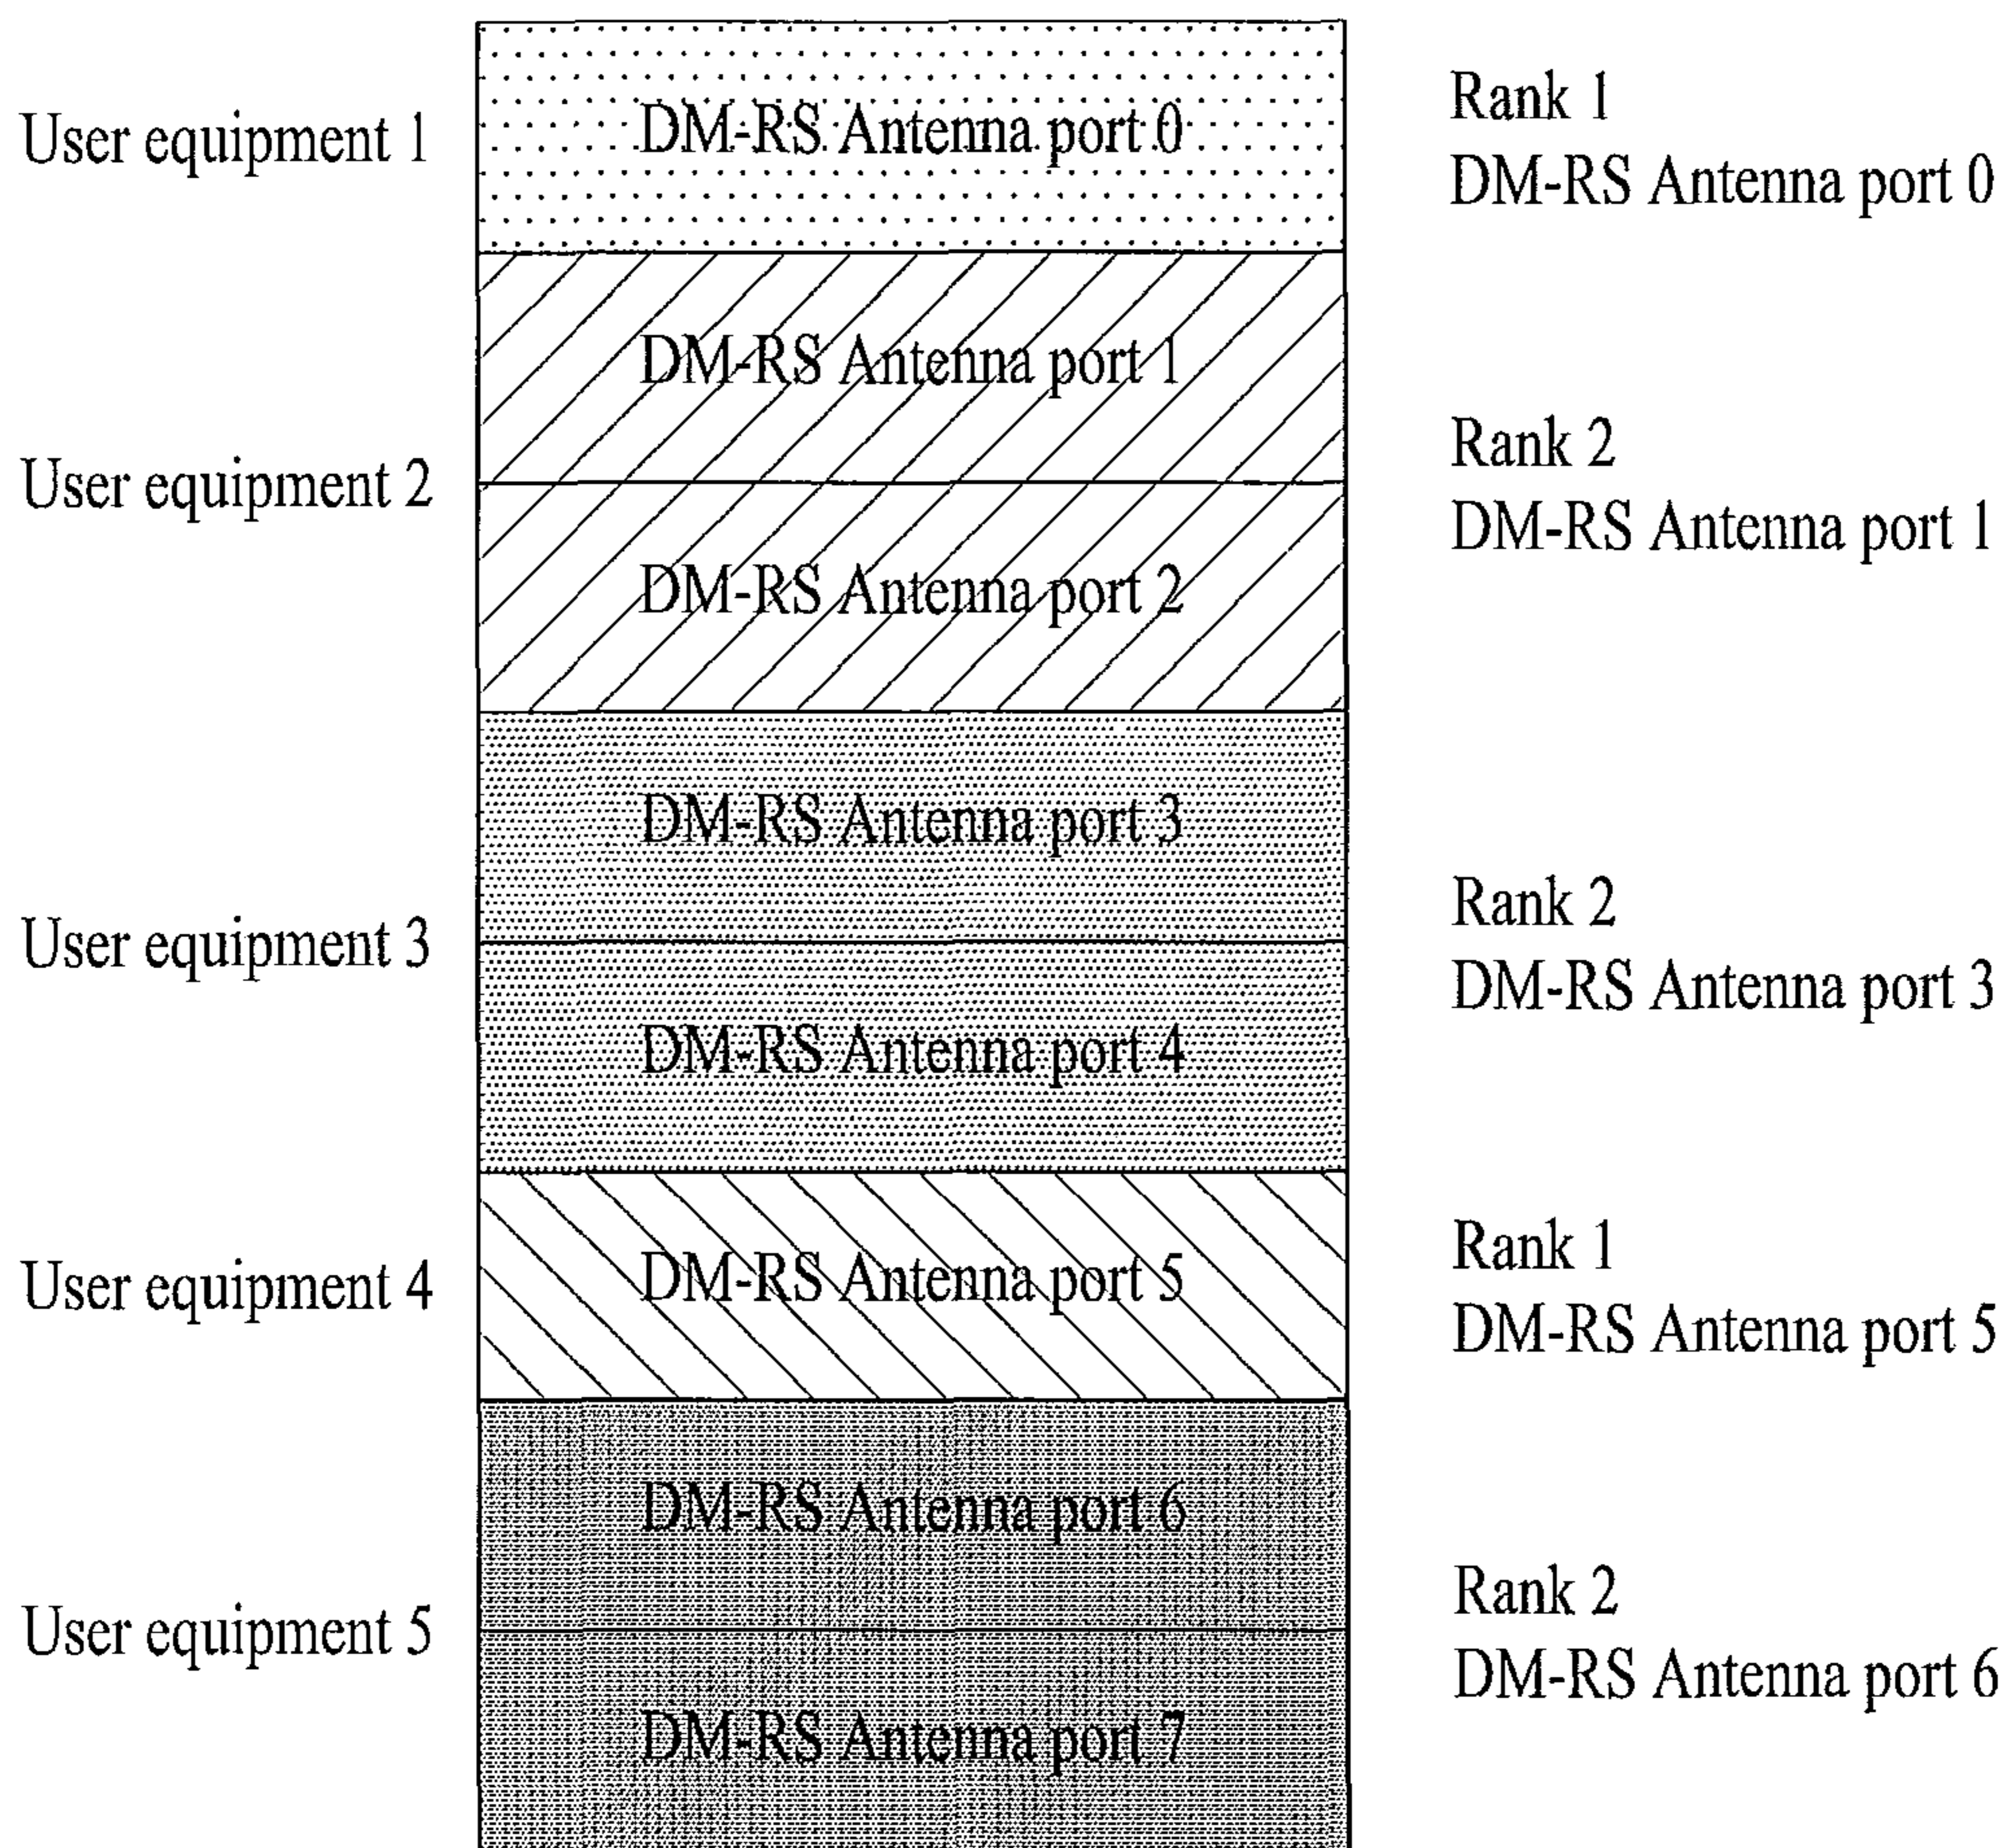 User equipment 1
DM-RS Antenna port 0
Rank 1
DM-RS Antenna port 0
DM-RS Antenna port 1
User equipment 2
DM-RS Antenna port 2
Rank 2
DM-RS Antenna port 1
DM-RS Antenna port 3
User equipment 3
DM-RS Antenna port 4
Rank 2
DM-RS Antenna port 3
User equipment 4
DM-RS Antenna port 5
Rank 1
DM-RS Antenna port 5
DM-RS Antenna port 6
User equipment 5
DM-RS Antenna port 7
Rank 2
DM-RS Antenna port 6